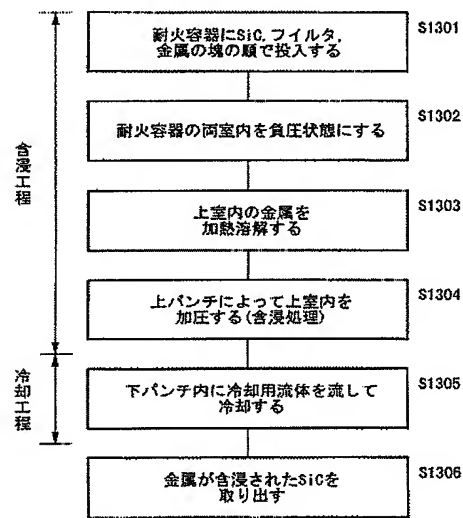 耐火容器にSiC,フイルタ,
金属の塊の順で投入する
S1301
耐火容器の両室内を負圧状態にする
S1302
上室内の金属を
加熱溶解する
S1303
上パンチによって上室内を
加圧する(含浸処理)
S1304
含浸工程
下パンチ内に冷却用流体を流して
冷却する
S1305
冷却工程
金属が含浸されたSiCを
取り出す
S1306